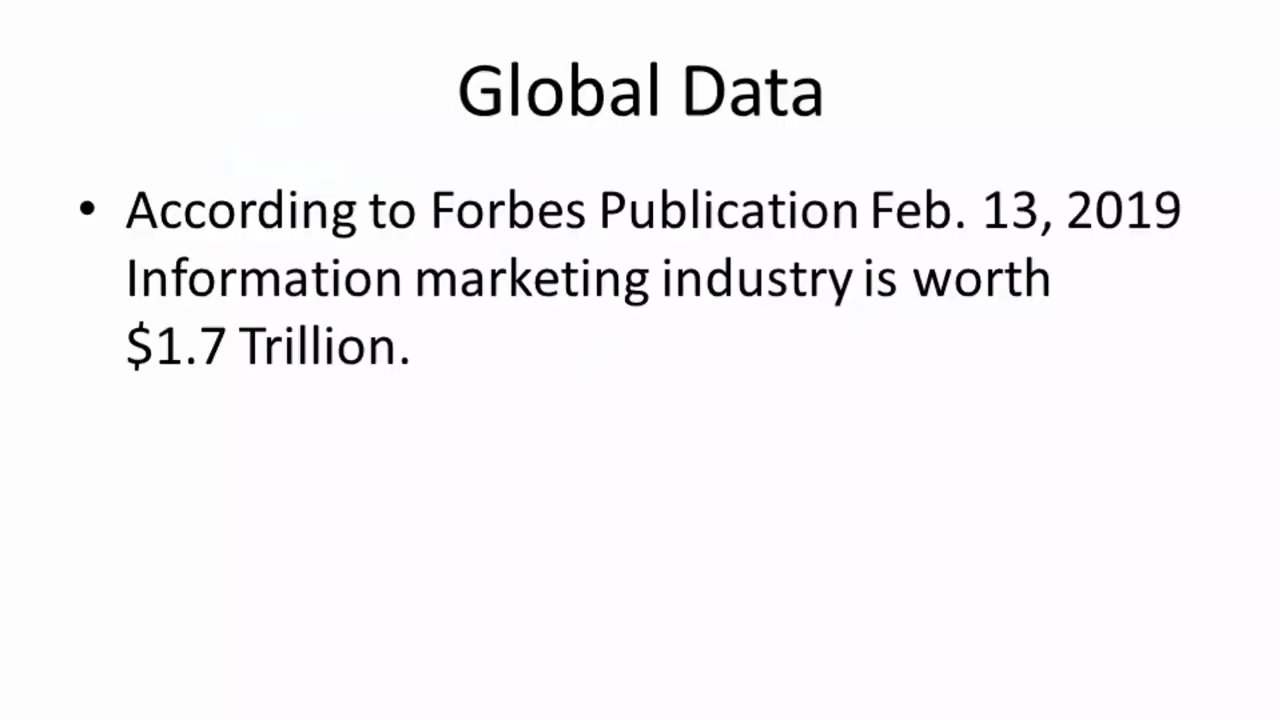 Global Data
• According to Forbes Publication Feb. 13, 2019
Information marketing industry is worth
$1.7 Trillion.